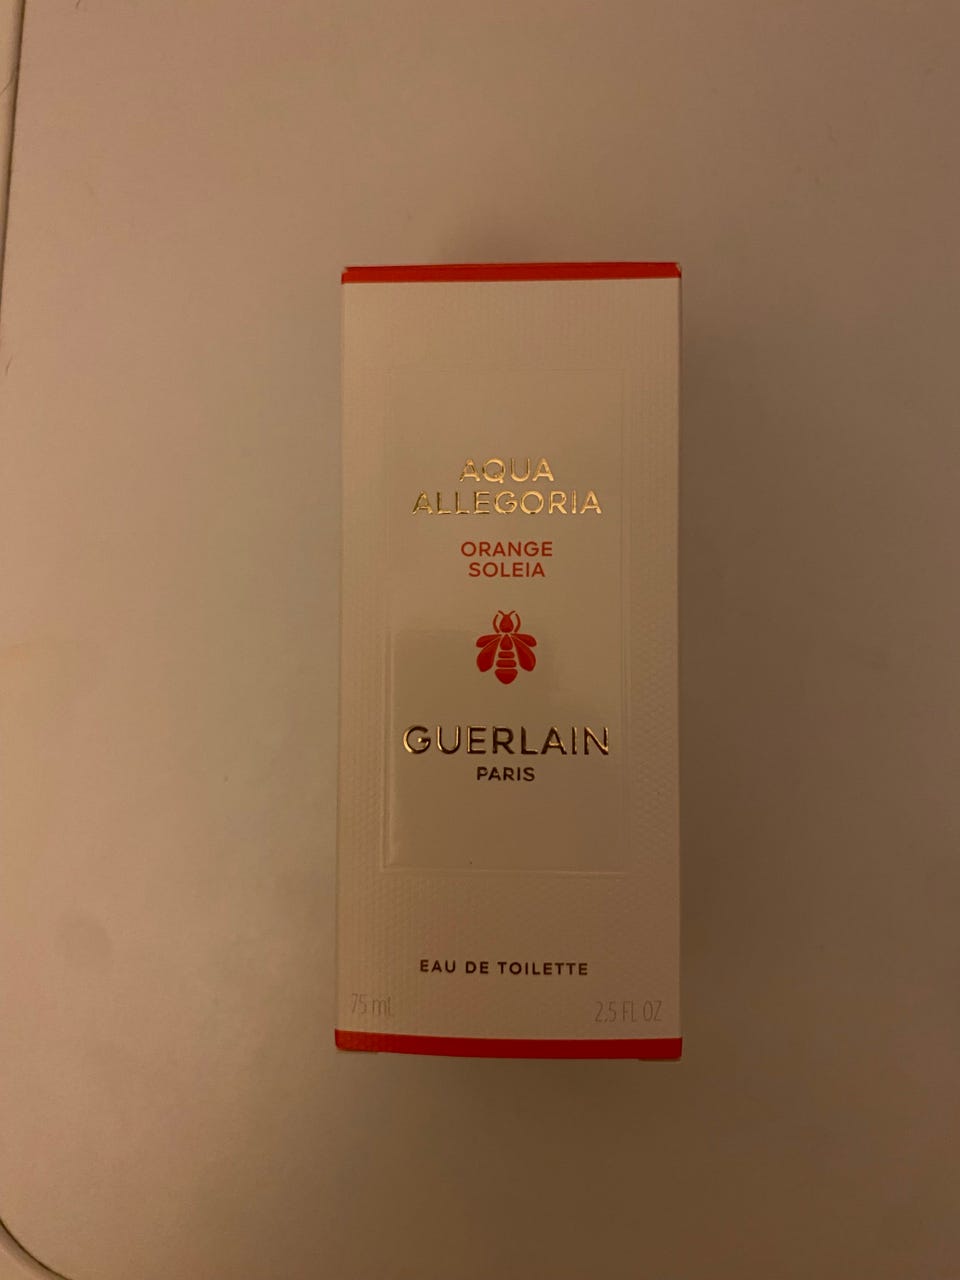 AQUA
ALLEGORIA
ORANGE
SOLEIA
GUERLAIN
PARIS
EAU DE TOILETTE
75 mL 2.5 FL OZ